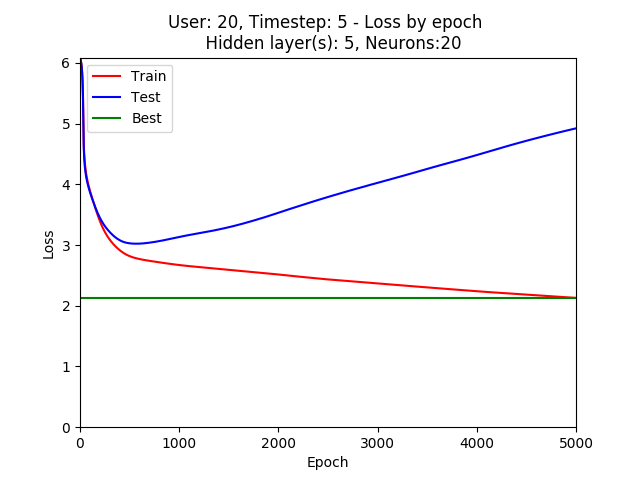 User: 20, Timestep: 5 - Loss by epoch
Hidden layer(s): 5, Neurons:20
Train
Test
Best
6
5
4
3
2
1
0
Loss
0 1000 2000 3000 4000 5000
Epoch